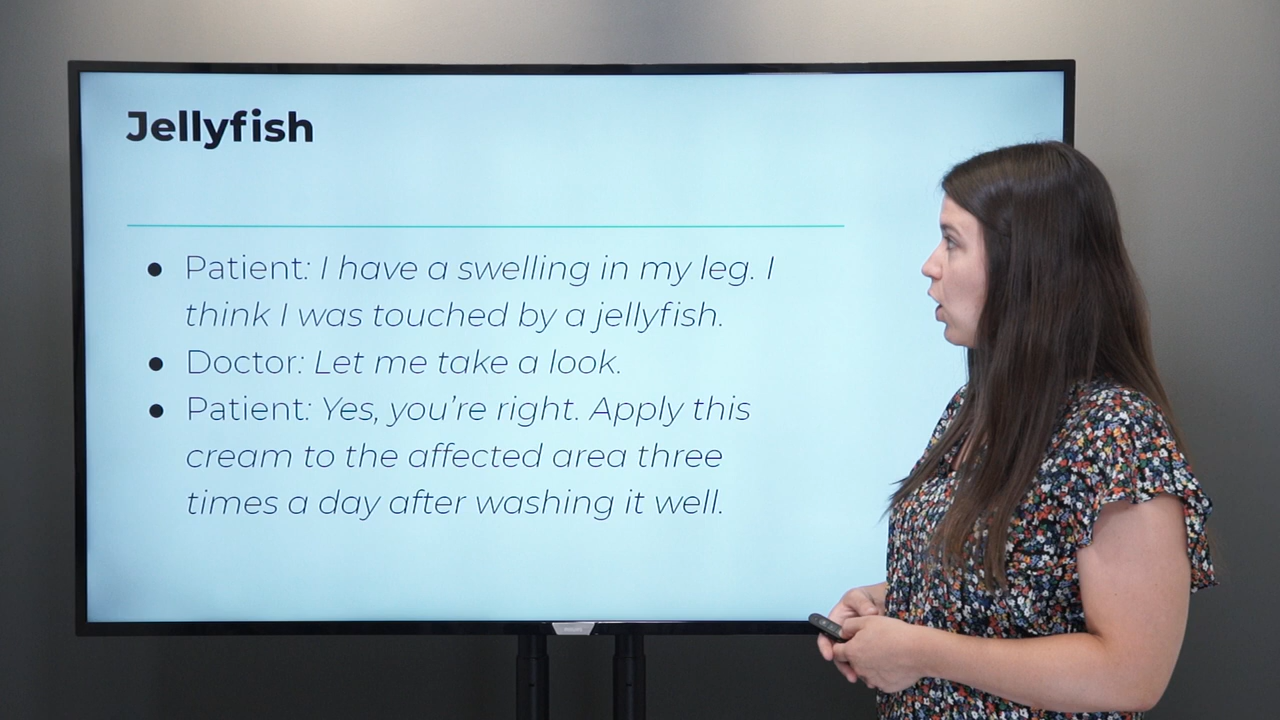 Jellyfish
● Patient: I have a swelling in my leg. I
think I was touched by a jellyfish.
● Doctor: Let me take a look.
● Patient: Yes, you're right. Apply this
cream to the affected area three
times a day after washing it well.